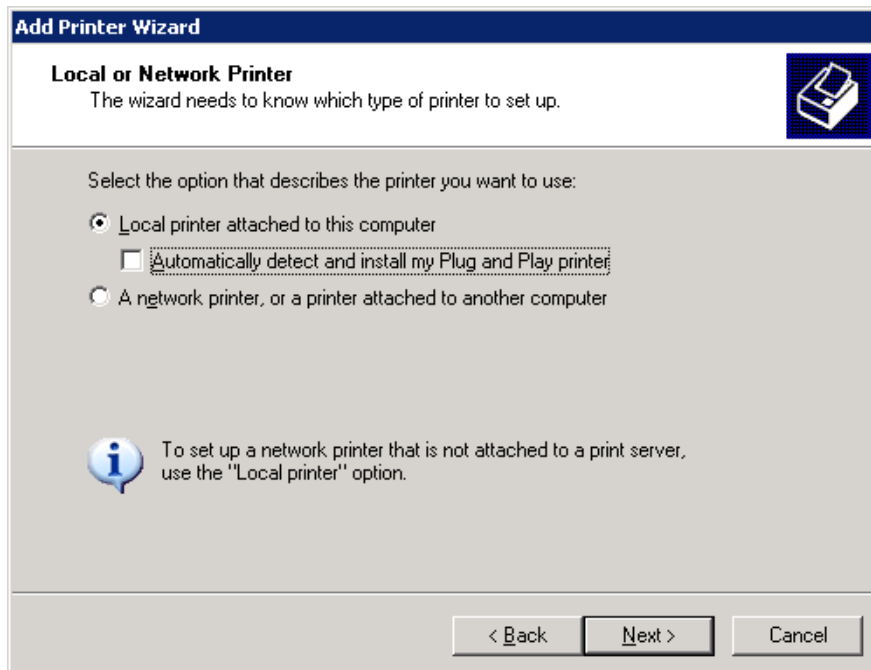 Add Printer Wizard
Local or Network Printer
The wizard needs to know which type of printer to set up.
Select the option that describes the printer you want to use:
Local printer attached to this computer
Automatically detect and install my Plug and Play printer
A network printer, or a printer attached to another computer
To set up a network printer that is not attached to a print server,
use the "Local printer" option.
< Back
Next >
Cancel